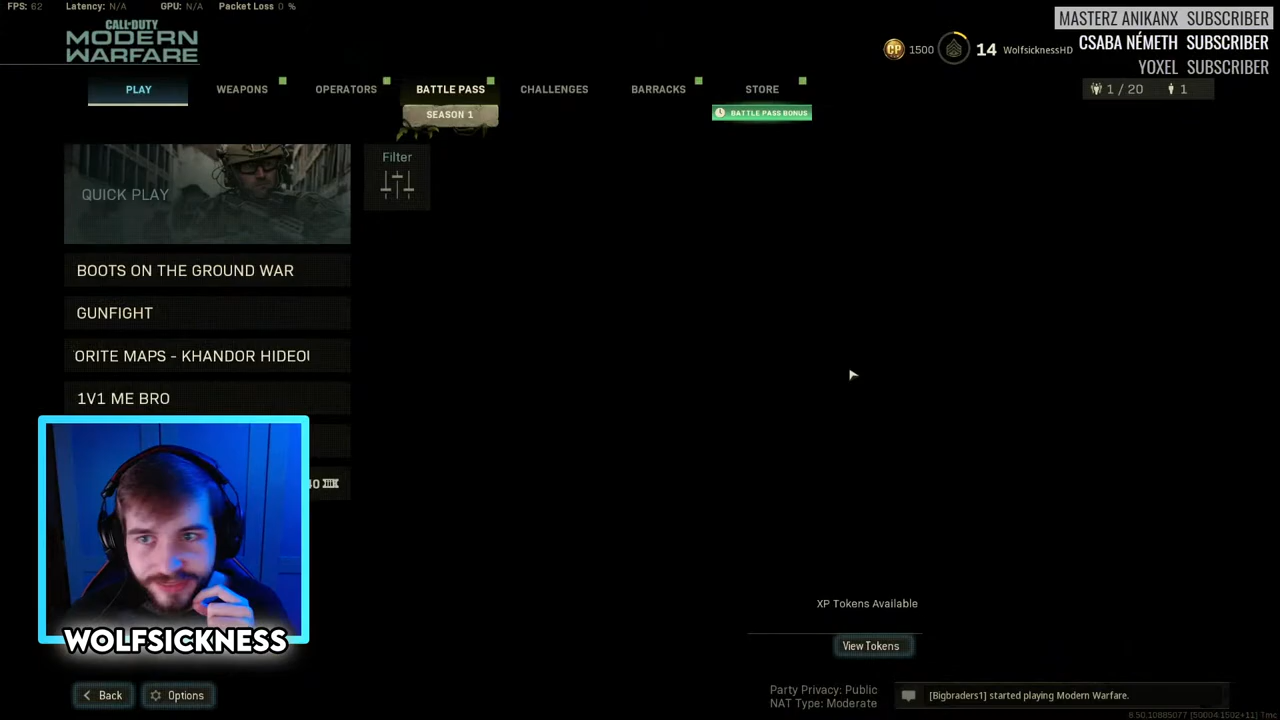 FPS: 62 Latency: N/A GPU: N/A Packet Loss 0 %
MASTERZ ANIKANX SUBSCRIBER
CSABA NÉMETH SUBSCRIBER
YOXEL SUBSCRIBER
CALL·DUTY
MODERN
WARFARE
CP 1500 14 WolfsicknessHD
PLAY WEAPONS OPERATORS BATTLE PASS CHALLENGES BARRACKS STORE
1 / 20 1
SEASON 1
BATTLE PASS BONUS
Filter
QUICK PLAY
BOOTS ON THE GROUND WAR
GUNFIGHT
ORITE MAPS - KHANDOR HIDEOU
1V1 ME BRO
XP Tokens Available
View Tokens
WOLFSICKNESS
Back Options
Party Privacy: Public
NAT Type: Moderate
[Bigbraders1] started playing Modern Warfare.